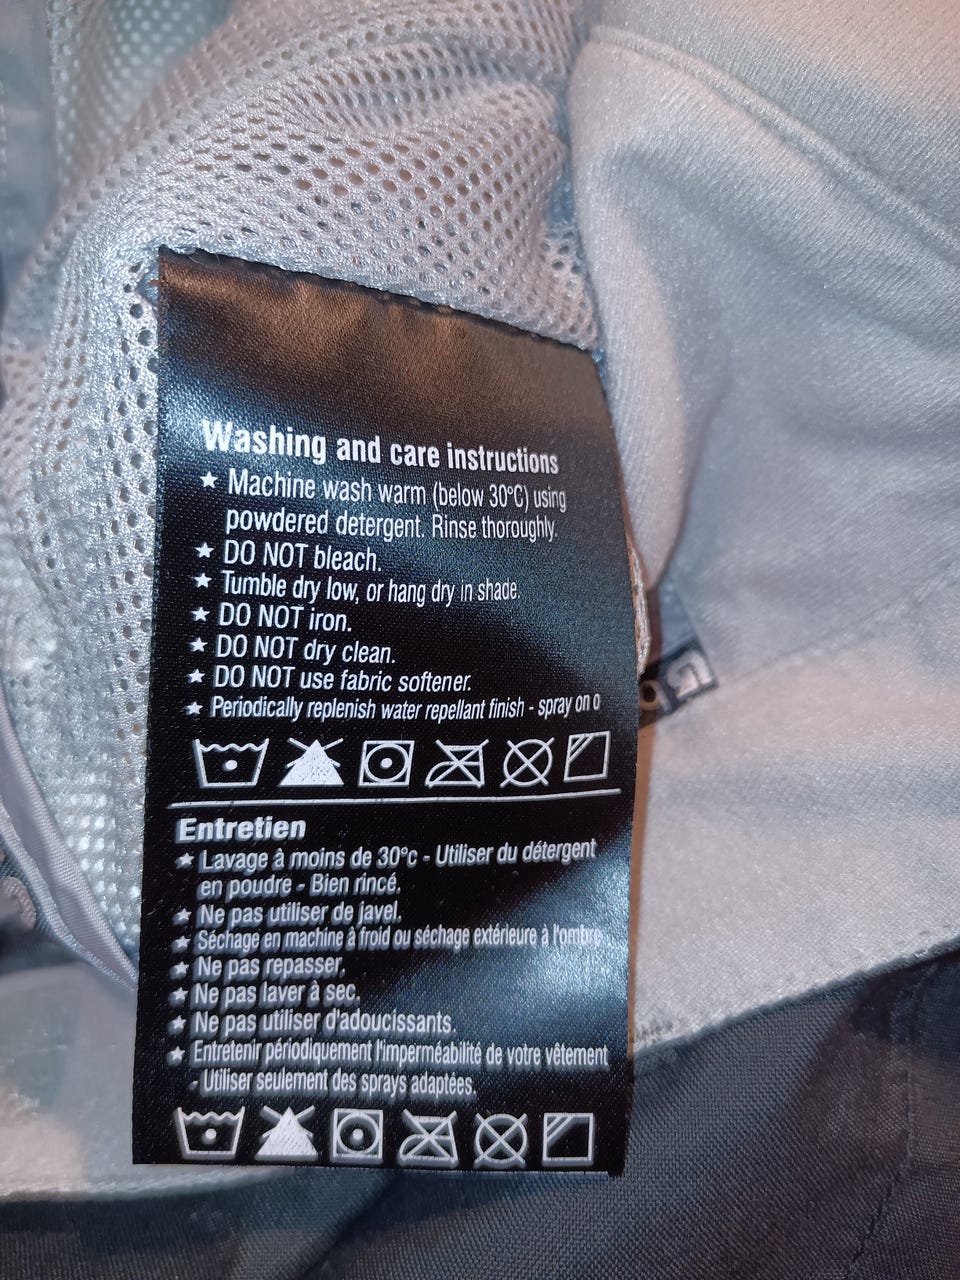 Washing and care instructions
★ Machine wash warm (below 30°C) using
powdered detergent. Rinse thoroughly.
★ DO NOT bleach.
★ Tumble dry low, or hang dry in shade.
★ DO NOT iron.
★ DO NOT dry clean.
★ DO NOT use fabric softener.
★ Periodically replenish water repellant finish - spray on o
Entretien
★ Lavage à moins de 30°c - Utiliser du détergent
en poudre - Bien rincé.
★ Ne pas utiliser de javel.
★ Séchage en machine à froid ou séchage extérieure à l'ombre.
★ Ne pas repasser.
★ Ne pas laver à sec.
★ Ne pas utiliser d'adoucissants.
★ Entretenir périodiquement l'imperméabilité de votre vêtement
- Utiliser seulement des sprays adaptées.